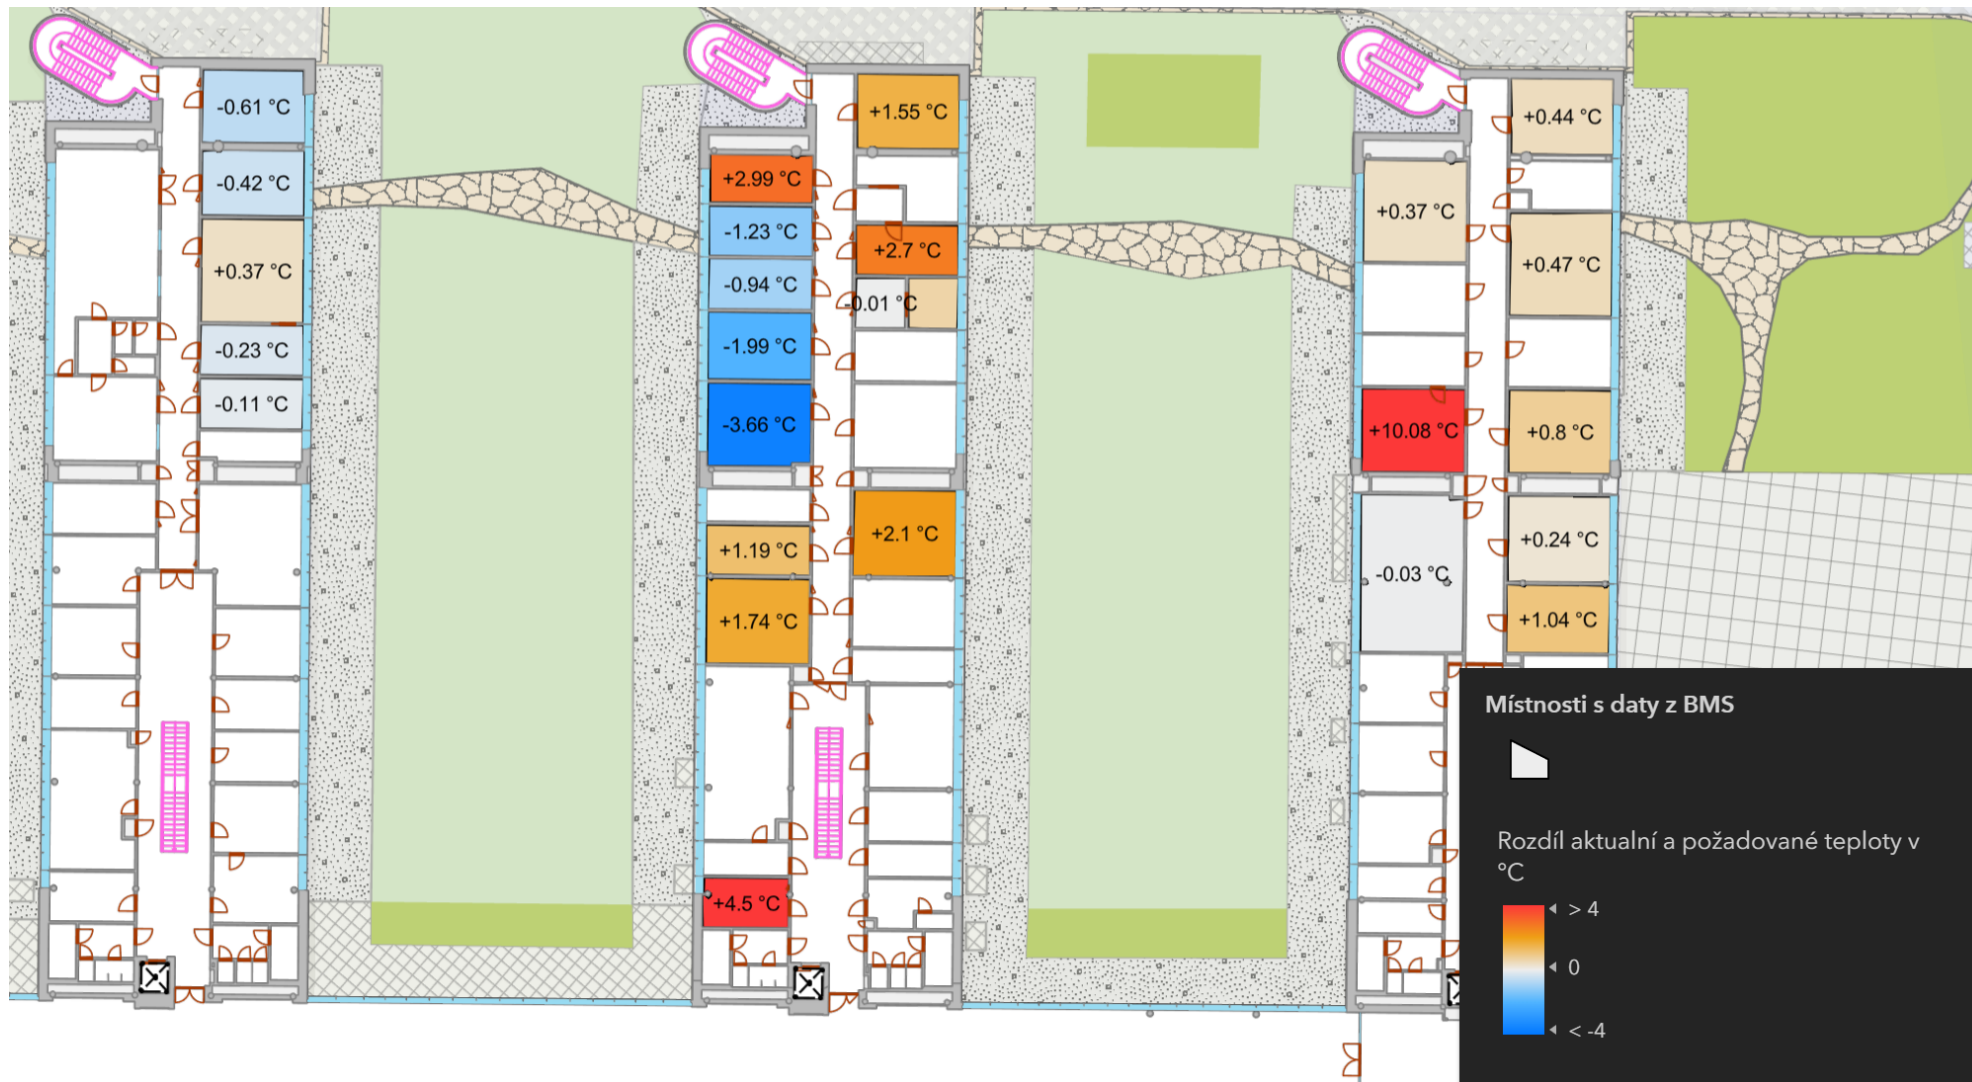 -0.61 °C
-0.42 °C
+0.37 °C
-0.23 °C
-0.11 °C
+2.99 °C
-1.23 °C
-0.94 °C
-1.99 °C
-3.66 °C
+1.19 °C
+1.74 °C
+4.5 °C
+1.55 °C
+2.7 °C
-0.01 °C
+2.1 °C
+0.37 °C
+10.08 °C
-0.03 °C
+0.44 °C
+0.47 °C
+0.8 °C
+0.24 °C
+1.04 °C
Místnosti s daty z BMS
Rozdíl aktualní a požadované teploty v
°C
> 4
0
< -4